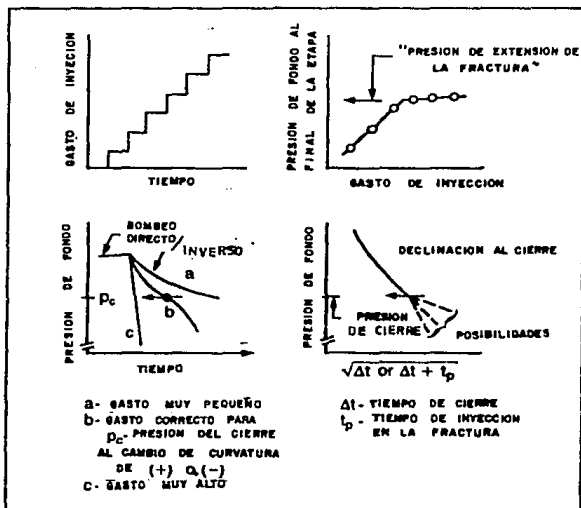 GASTO DE INYECION
TIEMPO
PRESION DE FONDO AL
FINAL DE LA ETAPA
"PRESION DE EXTENSION DE
LA FRACTURA"
GASTO DE INYECCION
PRESION DE FONDO
BOMBEO
DIRECTO
INVERSO
a
b
c
Pc
TIEMPO
a- GASTO MUY PEQUEÑO
b- GASTO CORRECTO PARA
Pc- PRESION DEL CIERRE
AL CAMBIO DE CURVATURA
DE (+) A (-)
C- GASTO MUY ALTO
PRESION DE FONDO
DECLINACION AL CIERRE
PRESION
DE CIERRE
POSIBILIDADES
√Δt or Δt + tp
Δt - TIEMPO DE CIERRE
tp - TIEMPO DE INYECCION
EN LA FRACTURA